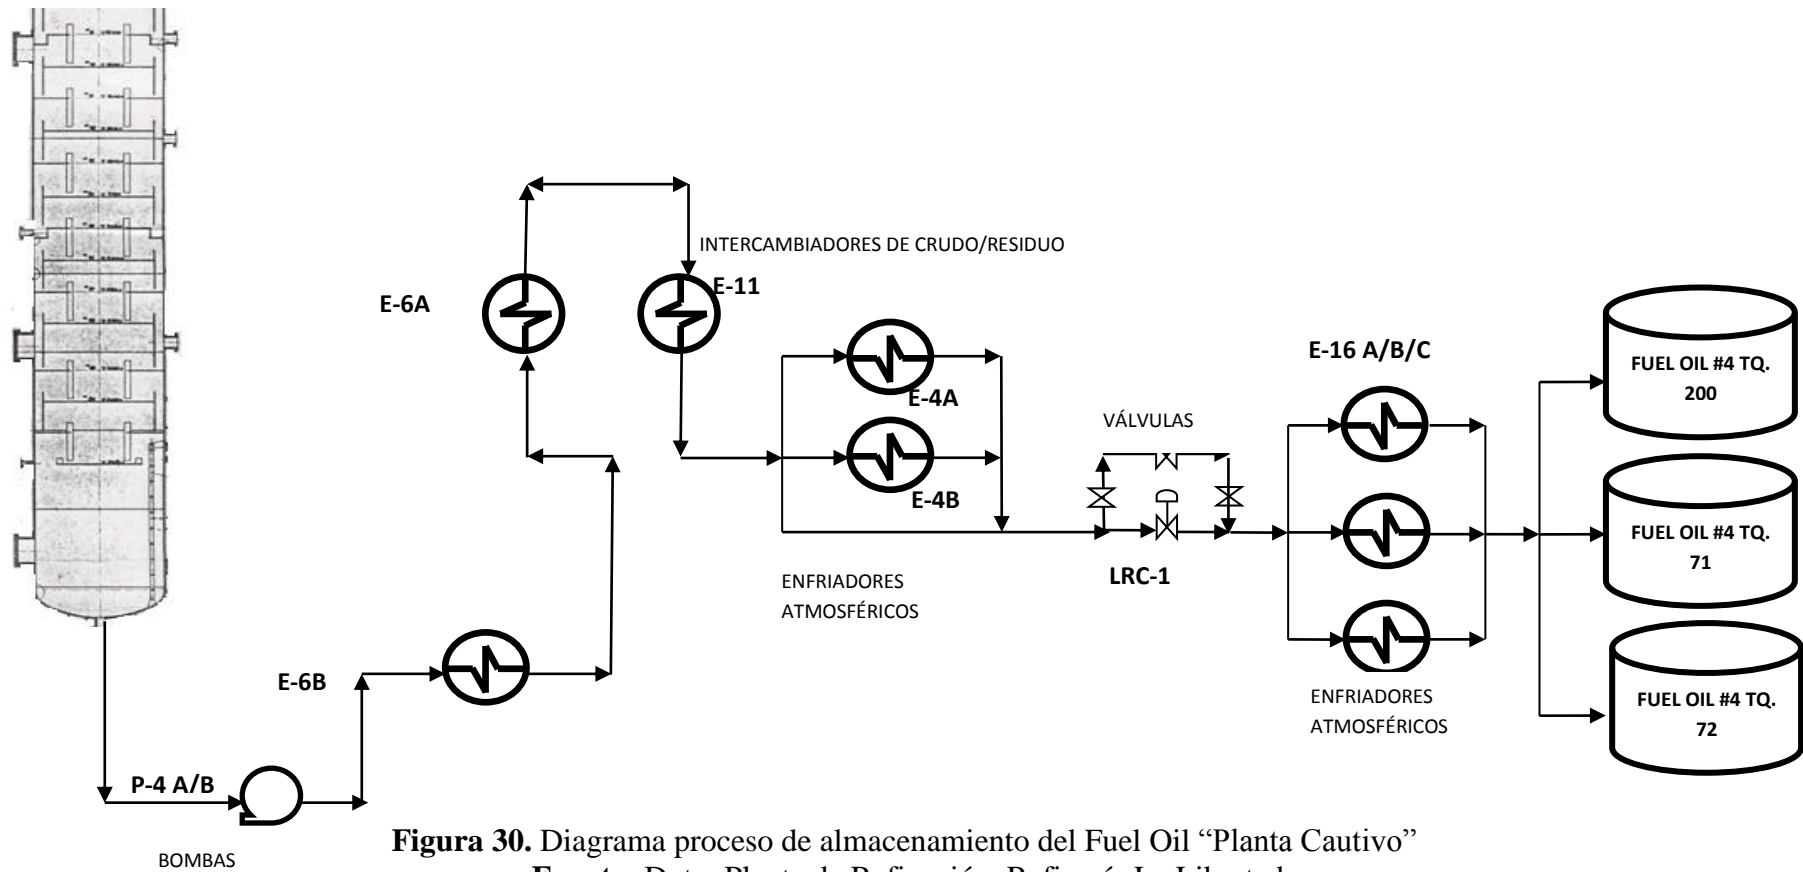 INTERCAMBIADORES DE CRUDO/RESIDUO
E-6A
E-11
E-16 A/B/C
FUEL OIL #4 TQ.
200
E-4A
VÁLVULAS
E-4B
FUEL OIL #4 TQ.
71
LRC-1
ENFRIADORES
ATMOSFÉRICOS
E-6B
ENFRIADORES
ATMOSFÉRICOS
FUEL OIL #4 TQ.
72
P-4 A/B
BOMBAS
Figura 30. Diagrama proceso de almacenamiento del Fuel Oil “Planta Cautivo”